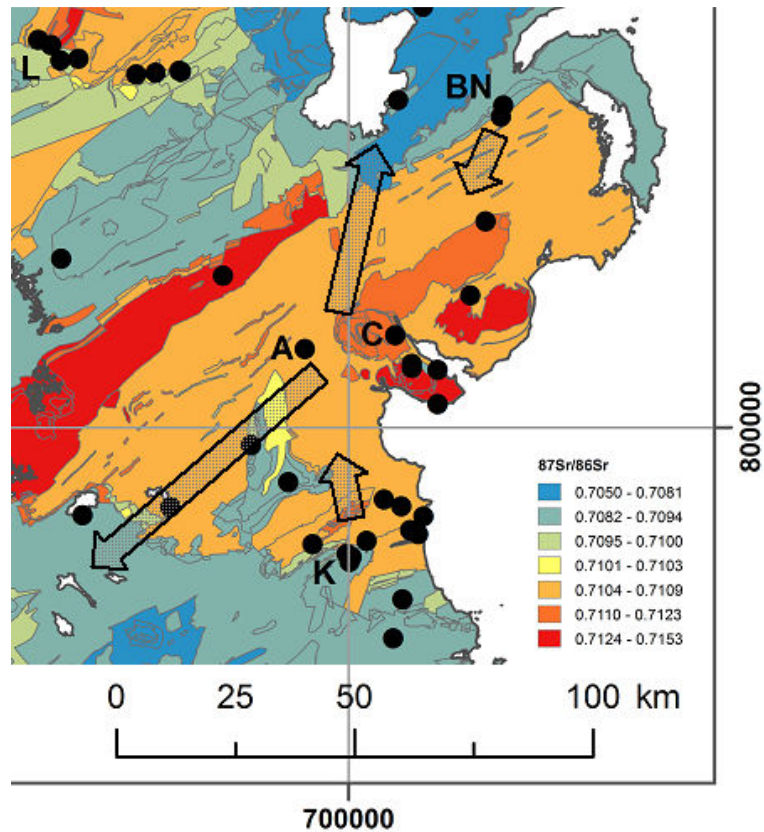 L
BN
A
C
K
800000
87Sr/86Sr
0.7050 - 0.7081
0.7082 - 0.7094
0.7095 - 0.7100
0.7101 - 0.7103
0.7104 - 0.7109
0.7110 - 0.7123
0.7124 - 0.7153
0 25 50 100 km
700000